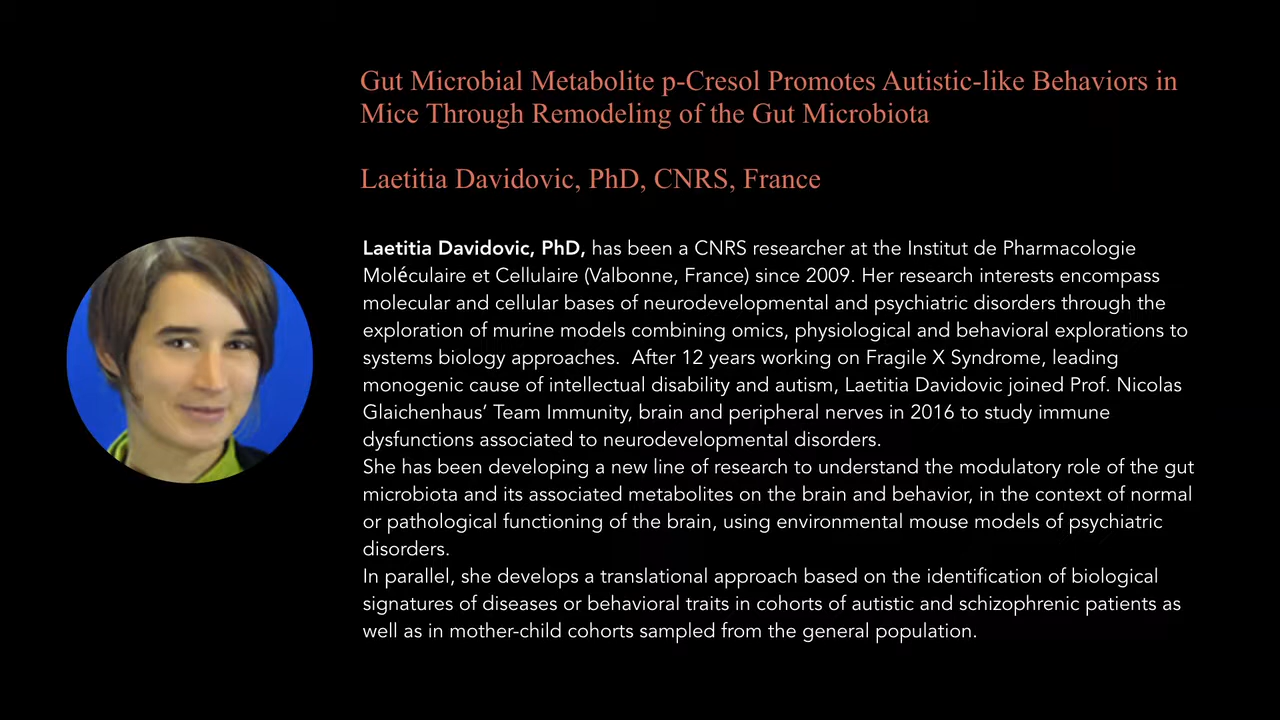 Gut Microbial Metabolite p-Cresol Promotes Autistic-like Behaviors in
Mice Through Remodeling of the Gut Microbiota
Laetitia Davidovic, PhD, CNRS, France
Laetitia Davidovic, PhD, has been a CNRS researcher at the Institut de Pharmacologie
Moléculaire et Cellulaire (Valbonne, France) since 2009. Her research interests encompass
molecular and cellular bases of neurodevelopmental and psychiatric disorders through the
exploration of murine models combining omics, physiological and behavioral explorations to
systems biology approaches.  After 12 years working on Fragile X Syndrome, leading
monogenic cause of intellectual disability and autism, Laetitia Davidovic joined Prof. Nicolas
Glaichenhaus’ Team Immunity, brain and peripheral nerves in 2016 to study immune
dysfunctions associated to neurodevelopmental disorders.
She has been developing a new line of research to understand the modulatory role of the gut
microbiota and its associated metabolites on the brain and behavior, in the context of normal
or pathological functioning of the brain, using environmental mouse models of psychiatric
disorders.
In parallel, she develops a translational approach based on the identification of biological
signatures of diseases or behavioral traits in cohorts of autistic and schizophrenic patients as
well as in mother-child cohorts sampled from the general population.